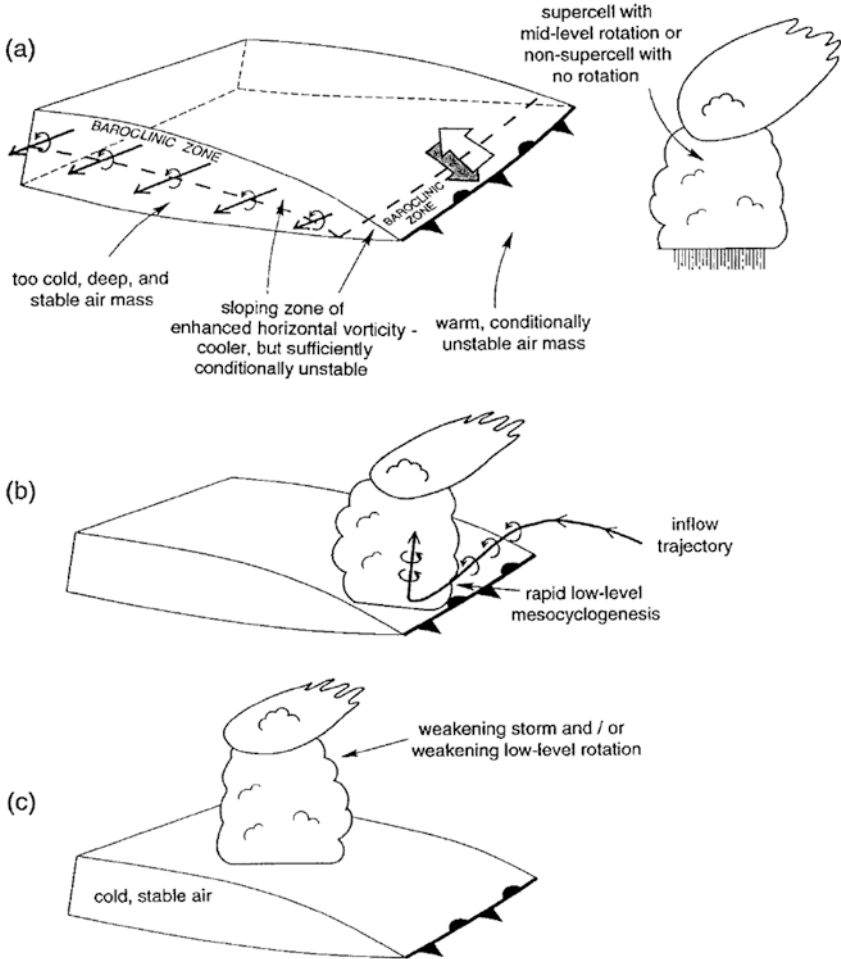 (a)
supercell with
mid-level rotation or
non-supercell with
no rotation
BAROCLINIC ZONE
BAROCLINIC
ZONE
too cold, deep, and
stable air mass
sloping zone of
enhanced horizontal vorticity -
cooler, but sufficiently
conditionally unstable
warm, conditionally
unstable air mass
(b)
inflow
trajectory
rapid low-level
mesocyclogenesis
(c)
weakening storm and / or
weakening low-level rotation
cold, stable air